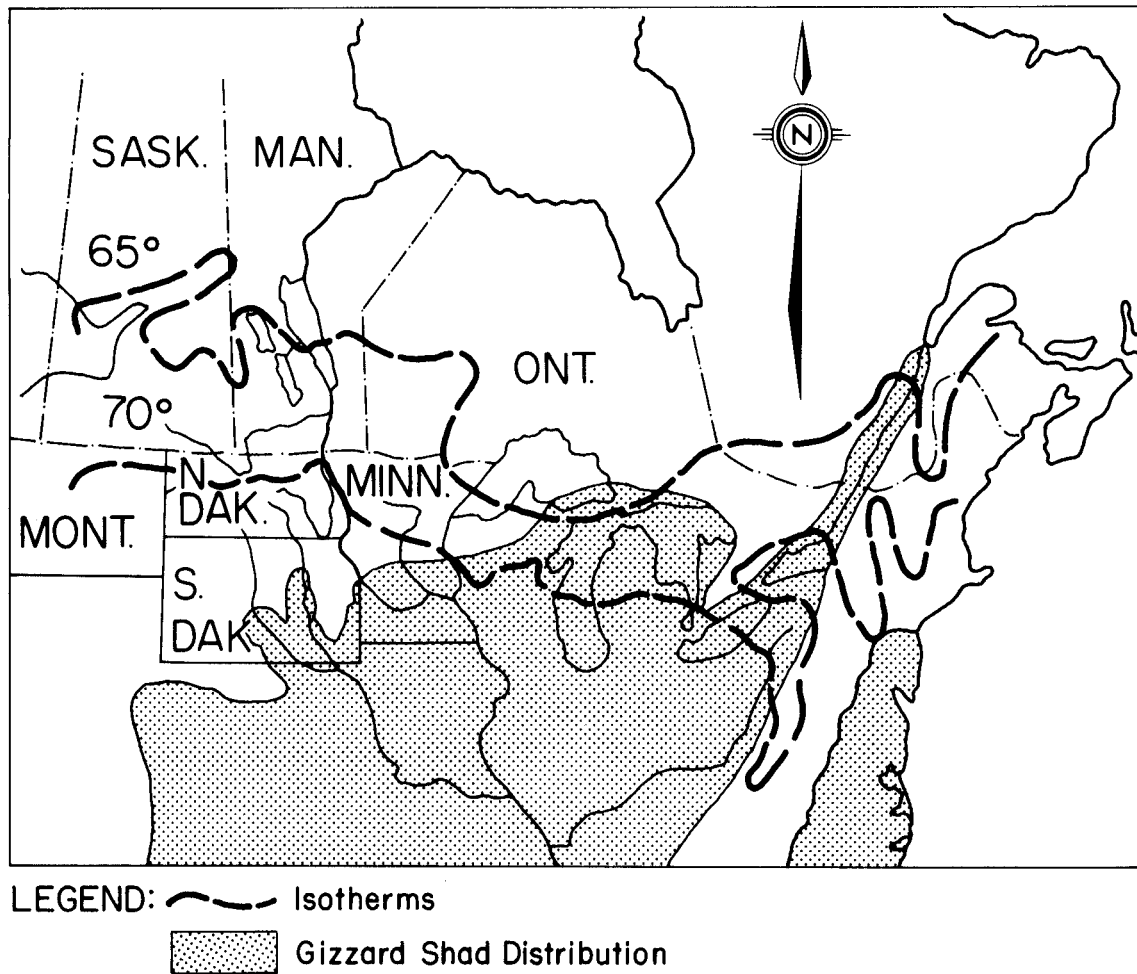 SASK. MAN.
65°
ONT.
70°
N.
DAK.
MINN.
MONT.
S.
DAK.
N
LEGEND: Isotherms
Gizzard Shad Distribution